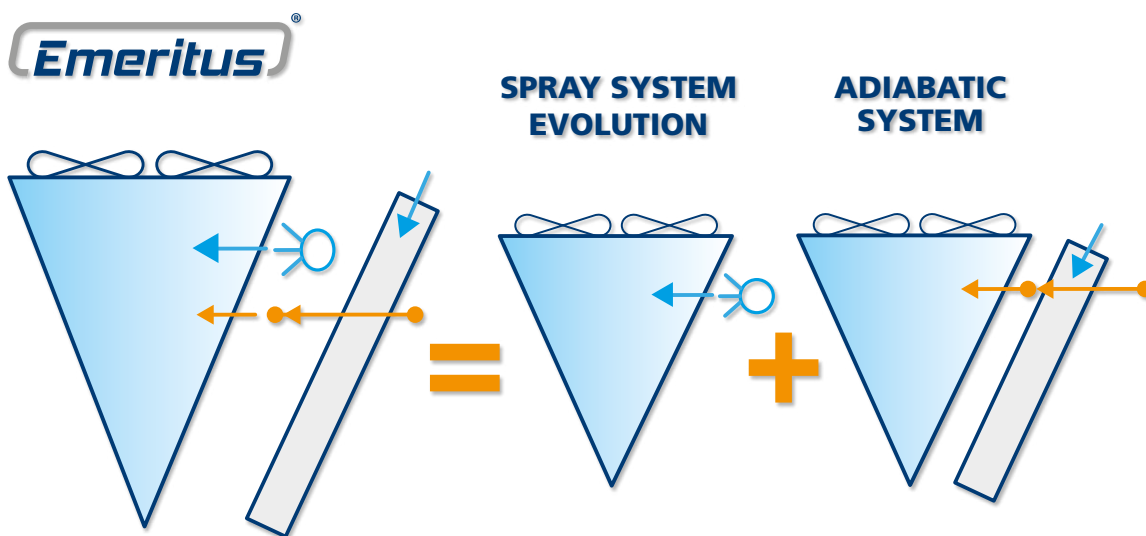 Emeritus®
SPRAY SYSTEM
EVOLUTION
ADIABATIC
SYSTEM